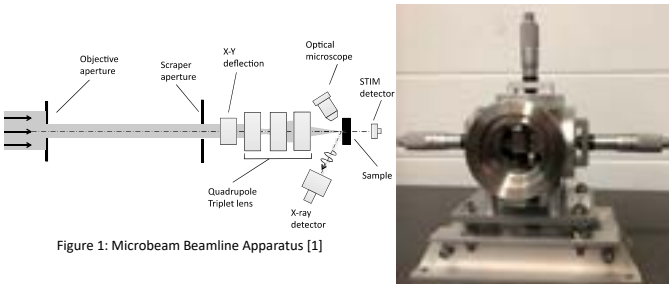 Objective
aperture
Scraper
aperture
X-Y
deflection
Optical
microscope
STIM
detector
Sample
Quadrupole
Triplet lens
X-ray
detector
Figure 1: Microbeam Beamline Apparatus [1]